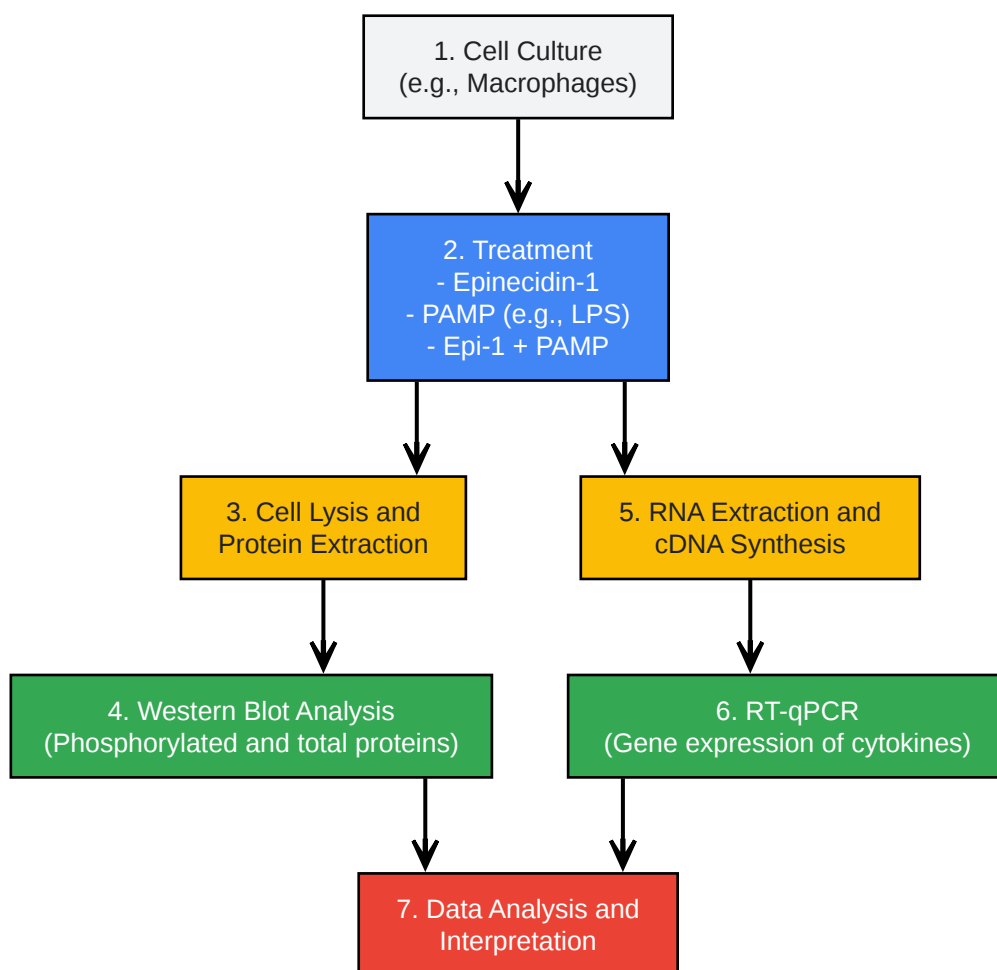 1. Cell Culture
(e.g., Macrophages)
2. Treatment
- Epinecidin-1
- PAMP (e.g., LPS)
- Epi-1 + PAMP
3. Cell Lysis and
Protein Extraction
5. RNA Extraction and
cDNA Synthesis
4. Western Blot Analysis
(Phosphorylated and total proteins)
6. RT-qPCR
(Gene expression of cytokines)
7. Data Analysis and
Interpretation